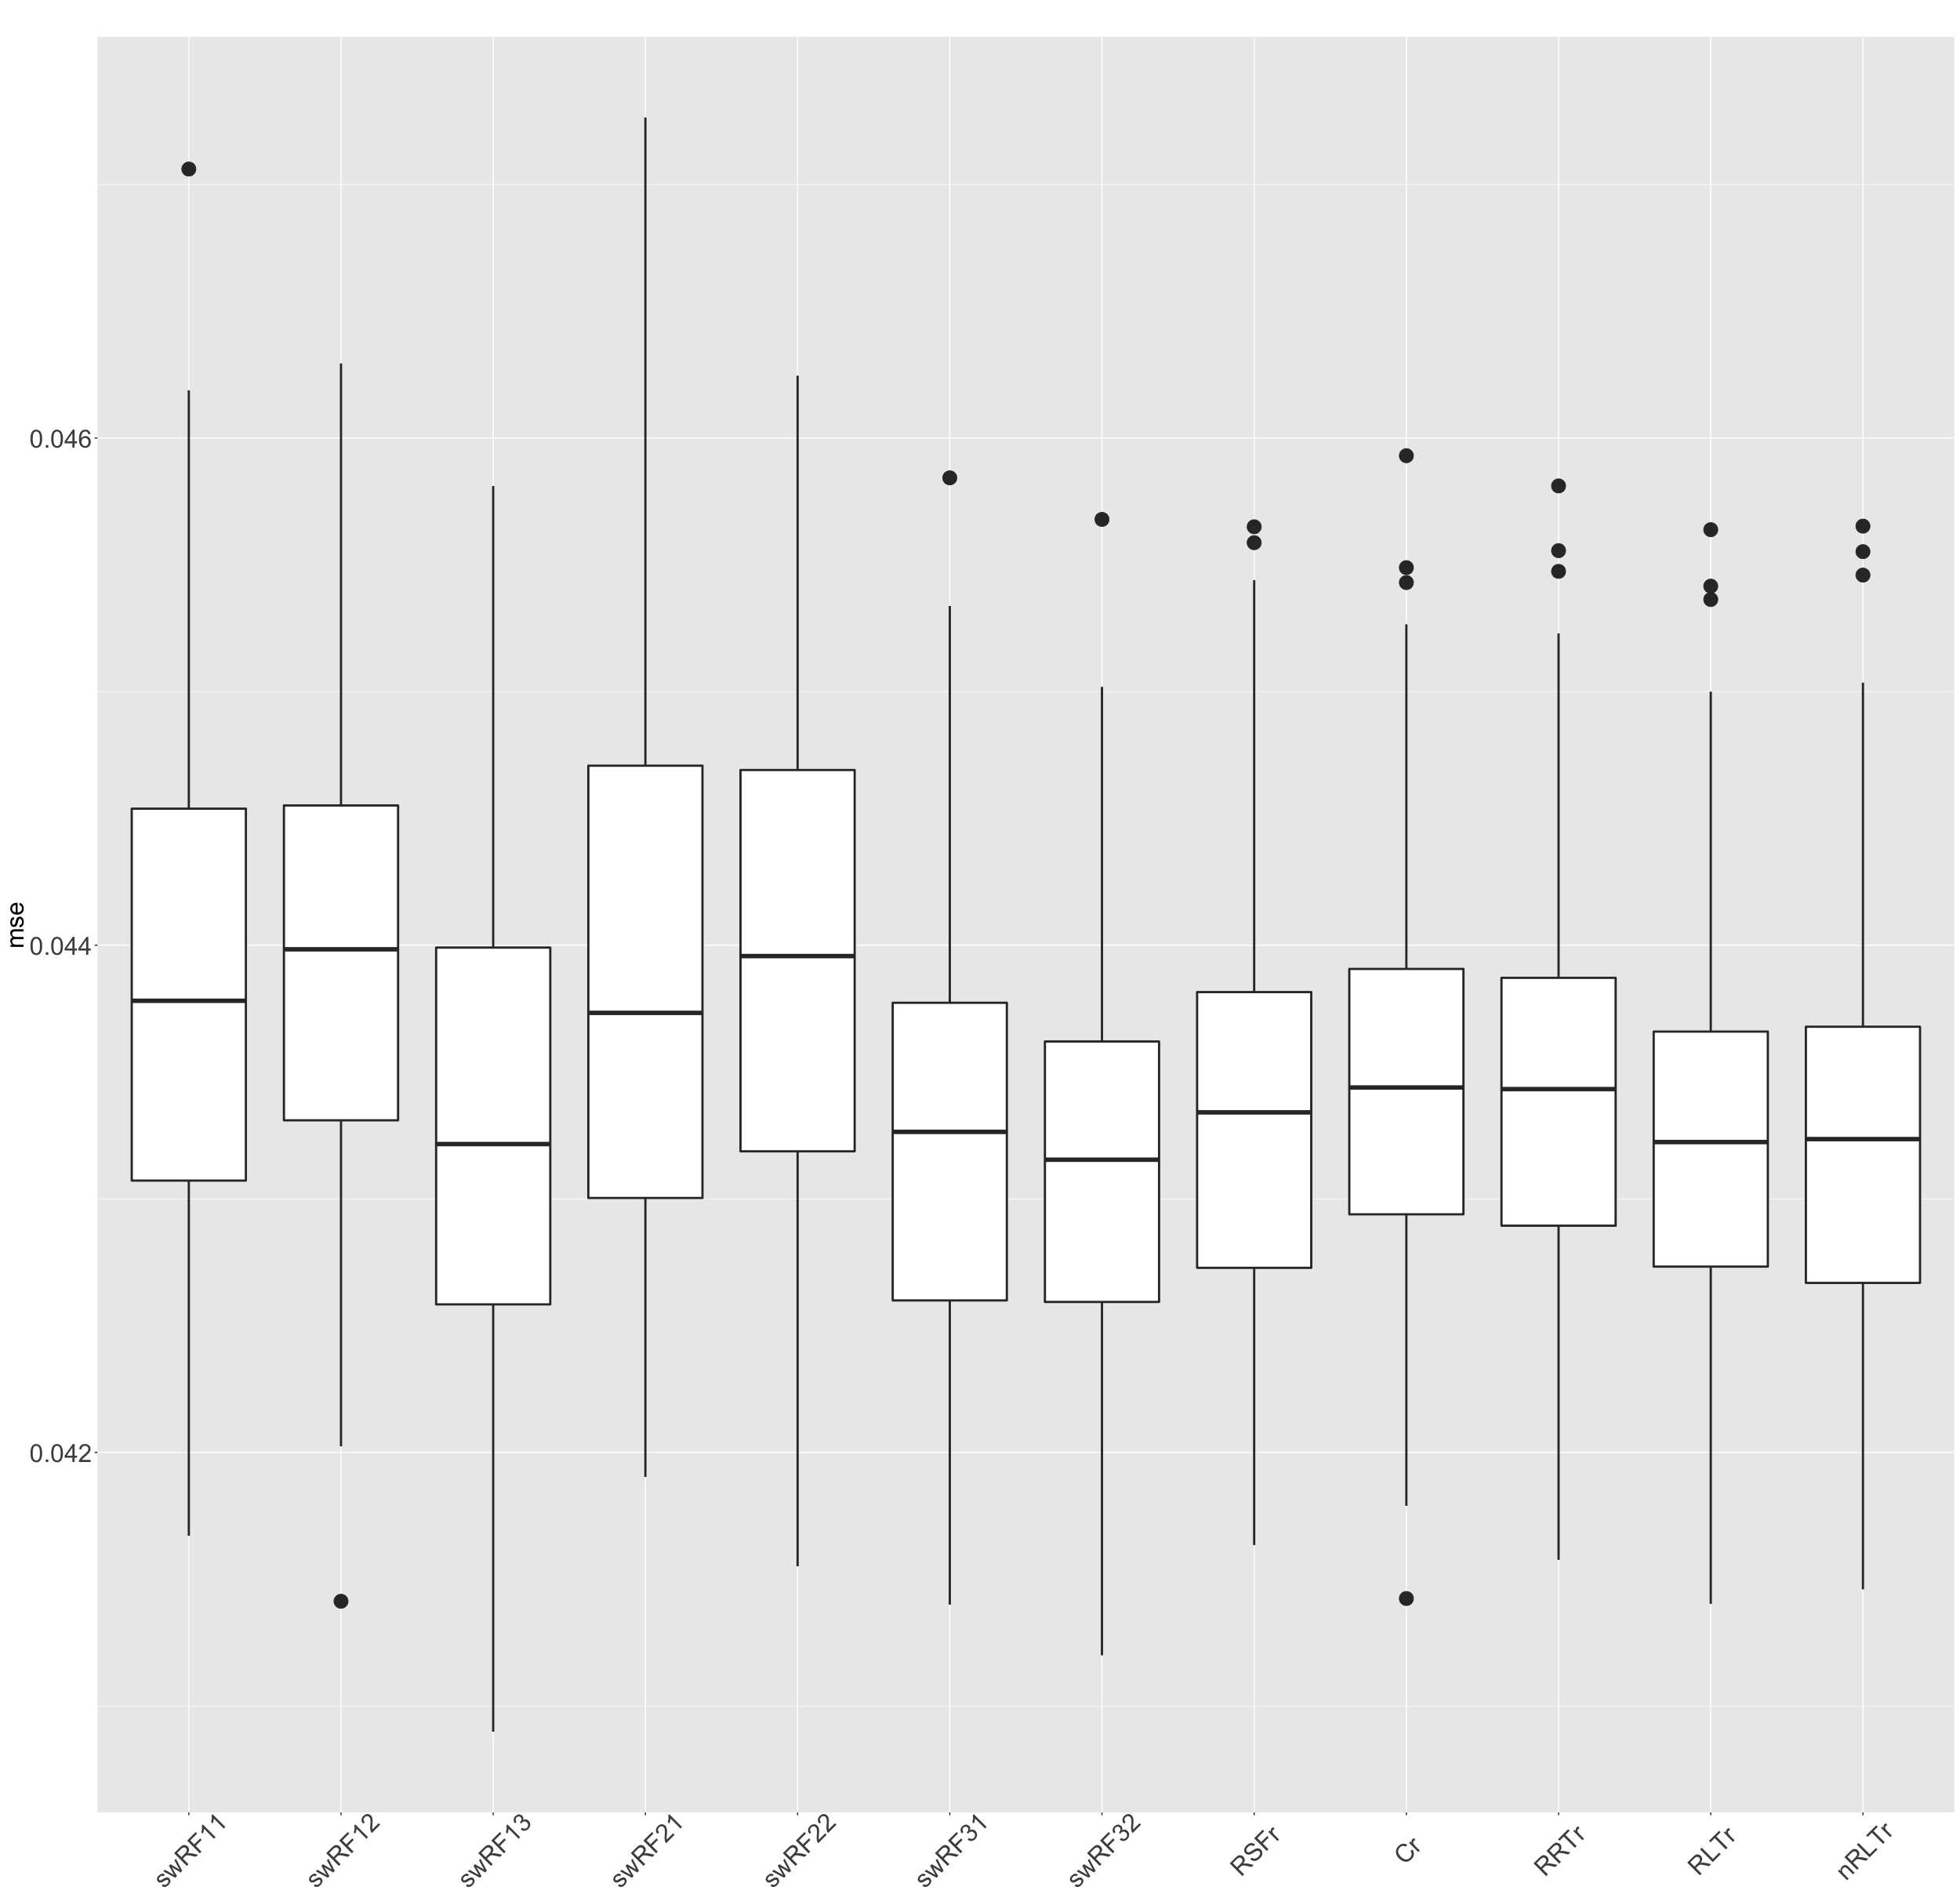 mse
0.046
0.044
0.042
swRF11
swRF12
swRF13
swRF21
swRF22
swRF31
swRF32
RSFr
Cr
RRTr
RLTr
nRLTr